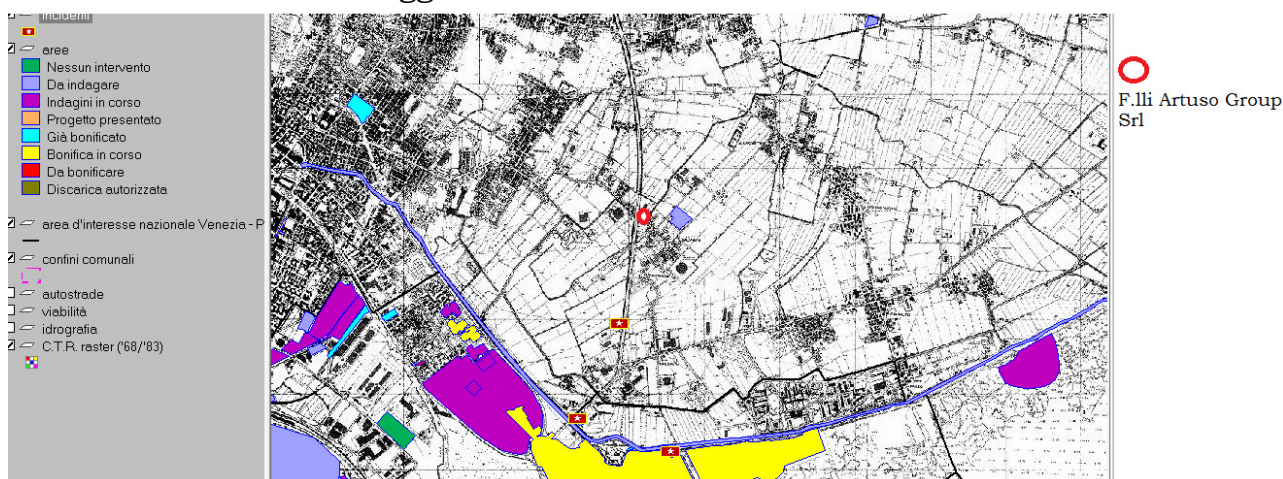 gg
incidenti
aree
Nessun intervento
Da indagare
Indagini in corso
Progetto presentato
Già bonificato
Bonifica in corso
Da bonificare
Discarica autorizzata
area d'interesse nazionale Venezia - P
confini comunali
autostrade
viabilità
idrografia
C.T.R. raster ('68/'83)
F.lli Artuso Group
Srl